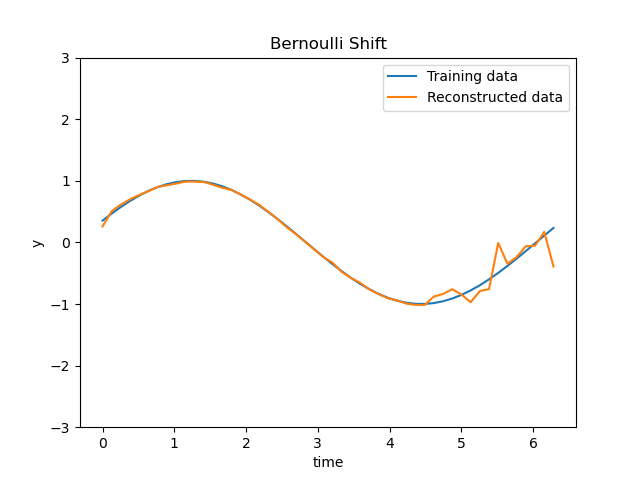 Bernoulli Shift
Training data
Reconstructed data
3
2
1
0
−1
−2
−3
y
0 1 2 3 4 5 6
time